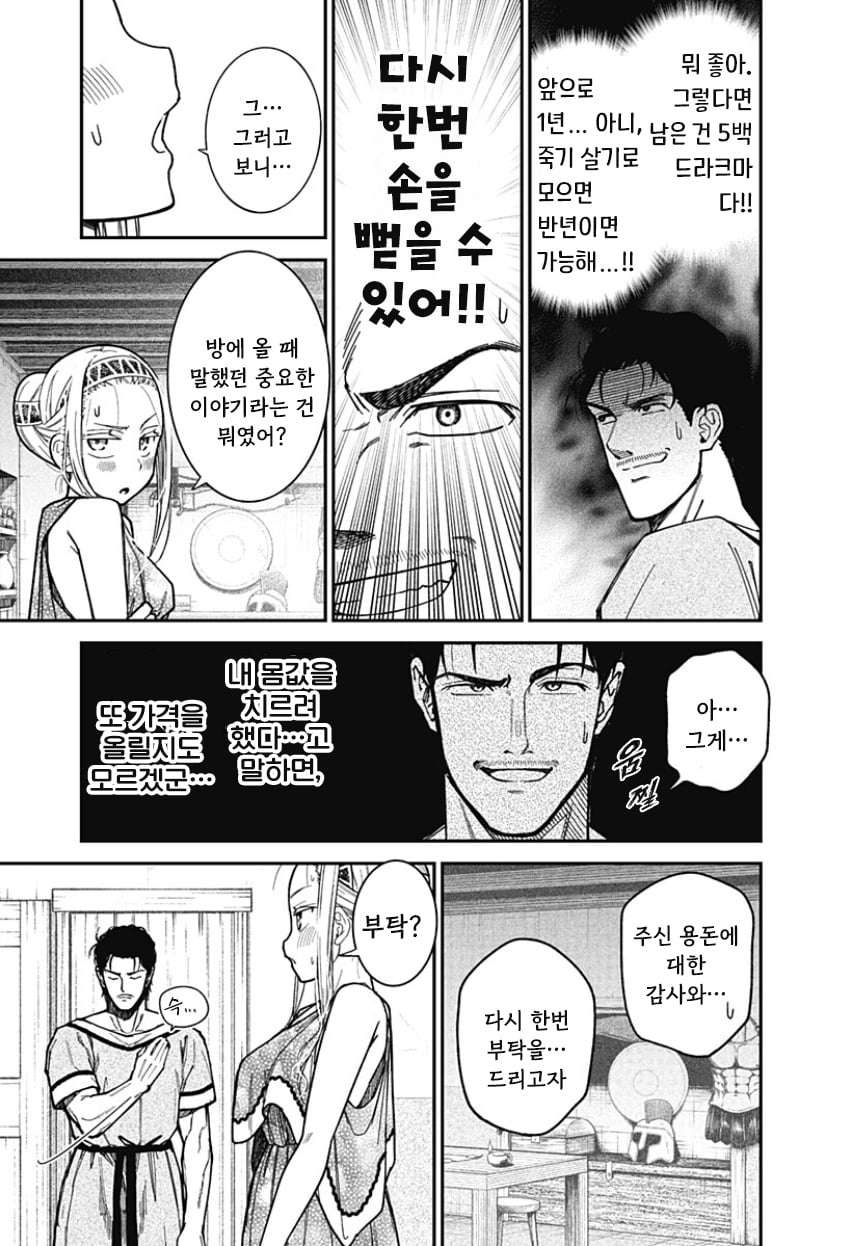 뭐 좋아.
그렇다면
남은 건 5백
드라크마
다!!
앞으로
1년... 아니,
죽기 살기로
모으면
반년이면
가능해...!!
다시
한번
손을
뻗을 수
있어!!
그…
그러고
보니…
방에 올 때
말했던 중요한
이야기라는 건
뭐였어?
아…
그게…
움찔
내 몸값을
치르려
했다…고
말하면,
또 가격을
올릴지도
모르겠군…
주신 용돈에
대한
감사와…
다시 한번
부탁을…
드리고자
부탁?
슥...